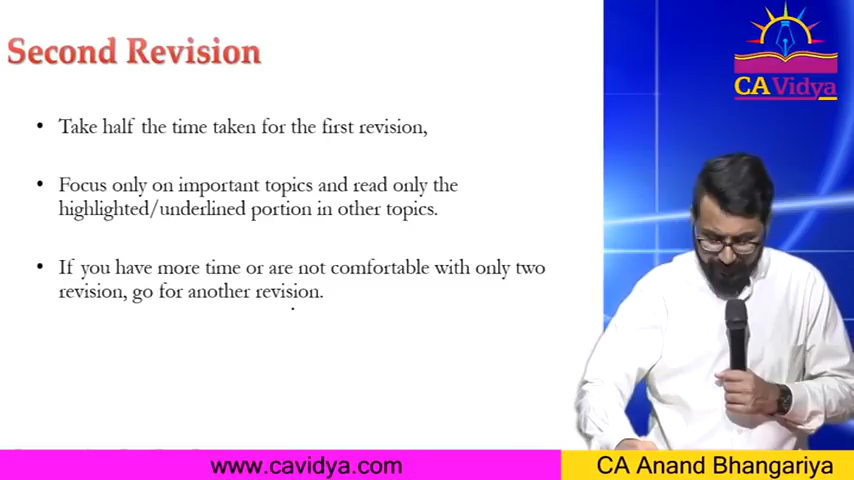 Second Revision
CA Vidya
• Take half the time taken for the first revision,
• Focus only on important topics and read only the
highlighted/underlined portion in other topics.
• If you have more time or are not comfortable with only two
revision, go for another revision.
www.cavidya.com
CA Anand Bhangariya